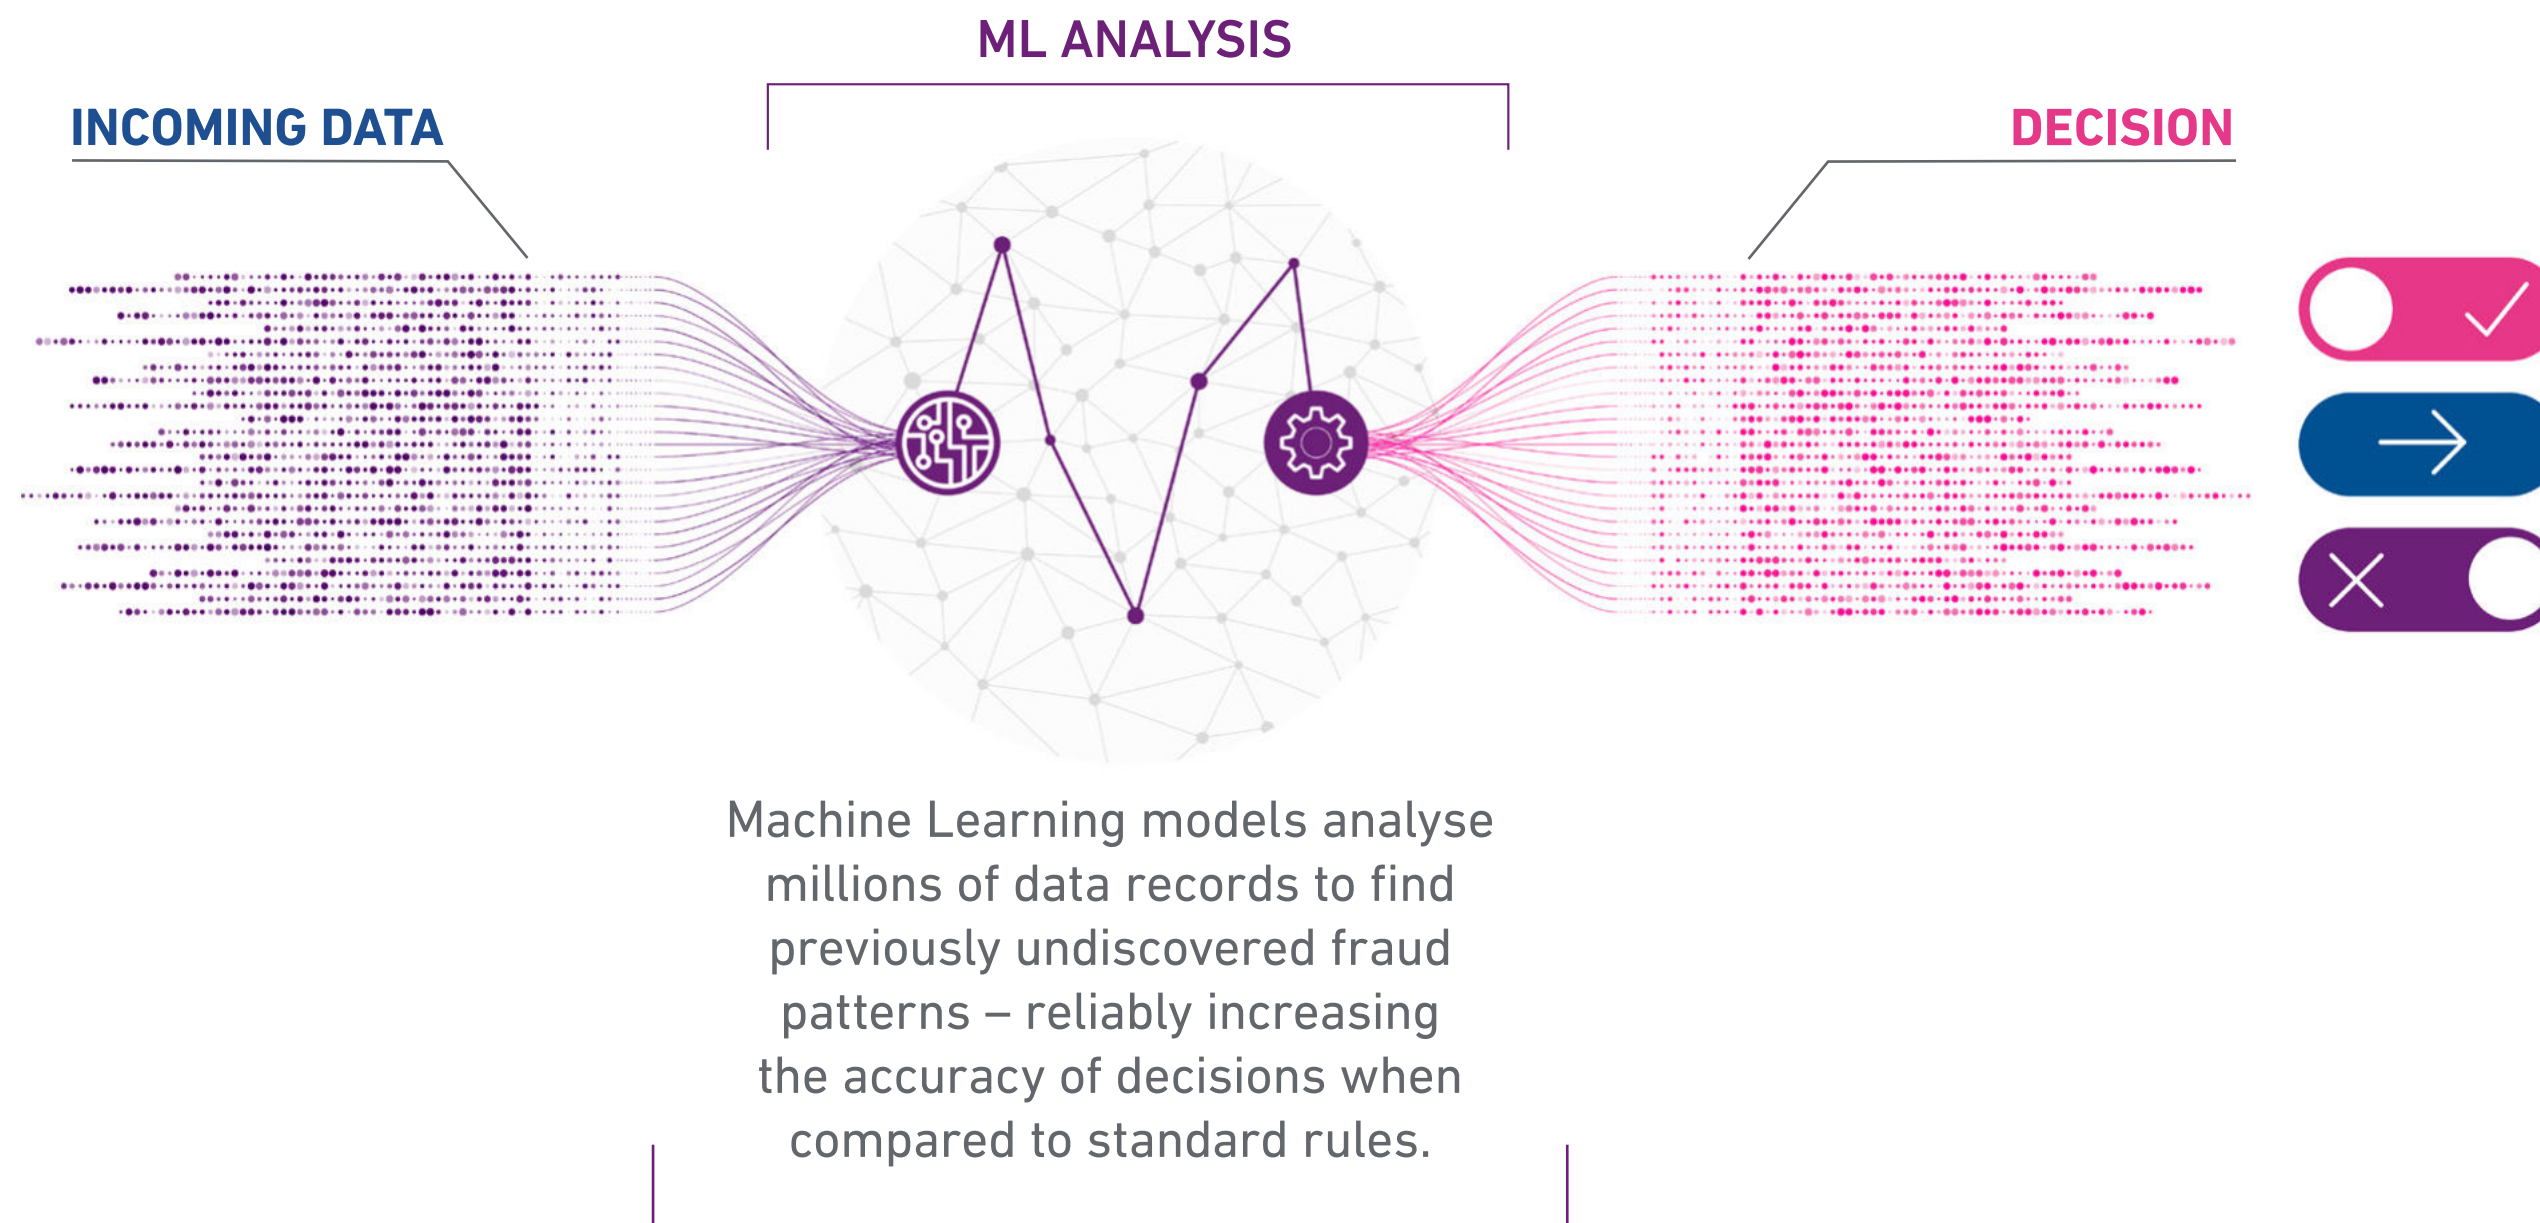 ML ANALYSIS
INCOMING DATA
DECISION
Machine Learning models analyse
millions of data records to find
previously undiscovered fraud
patterns – reliably increasing
the accuracy of decisions when
compared to standard rules.